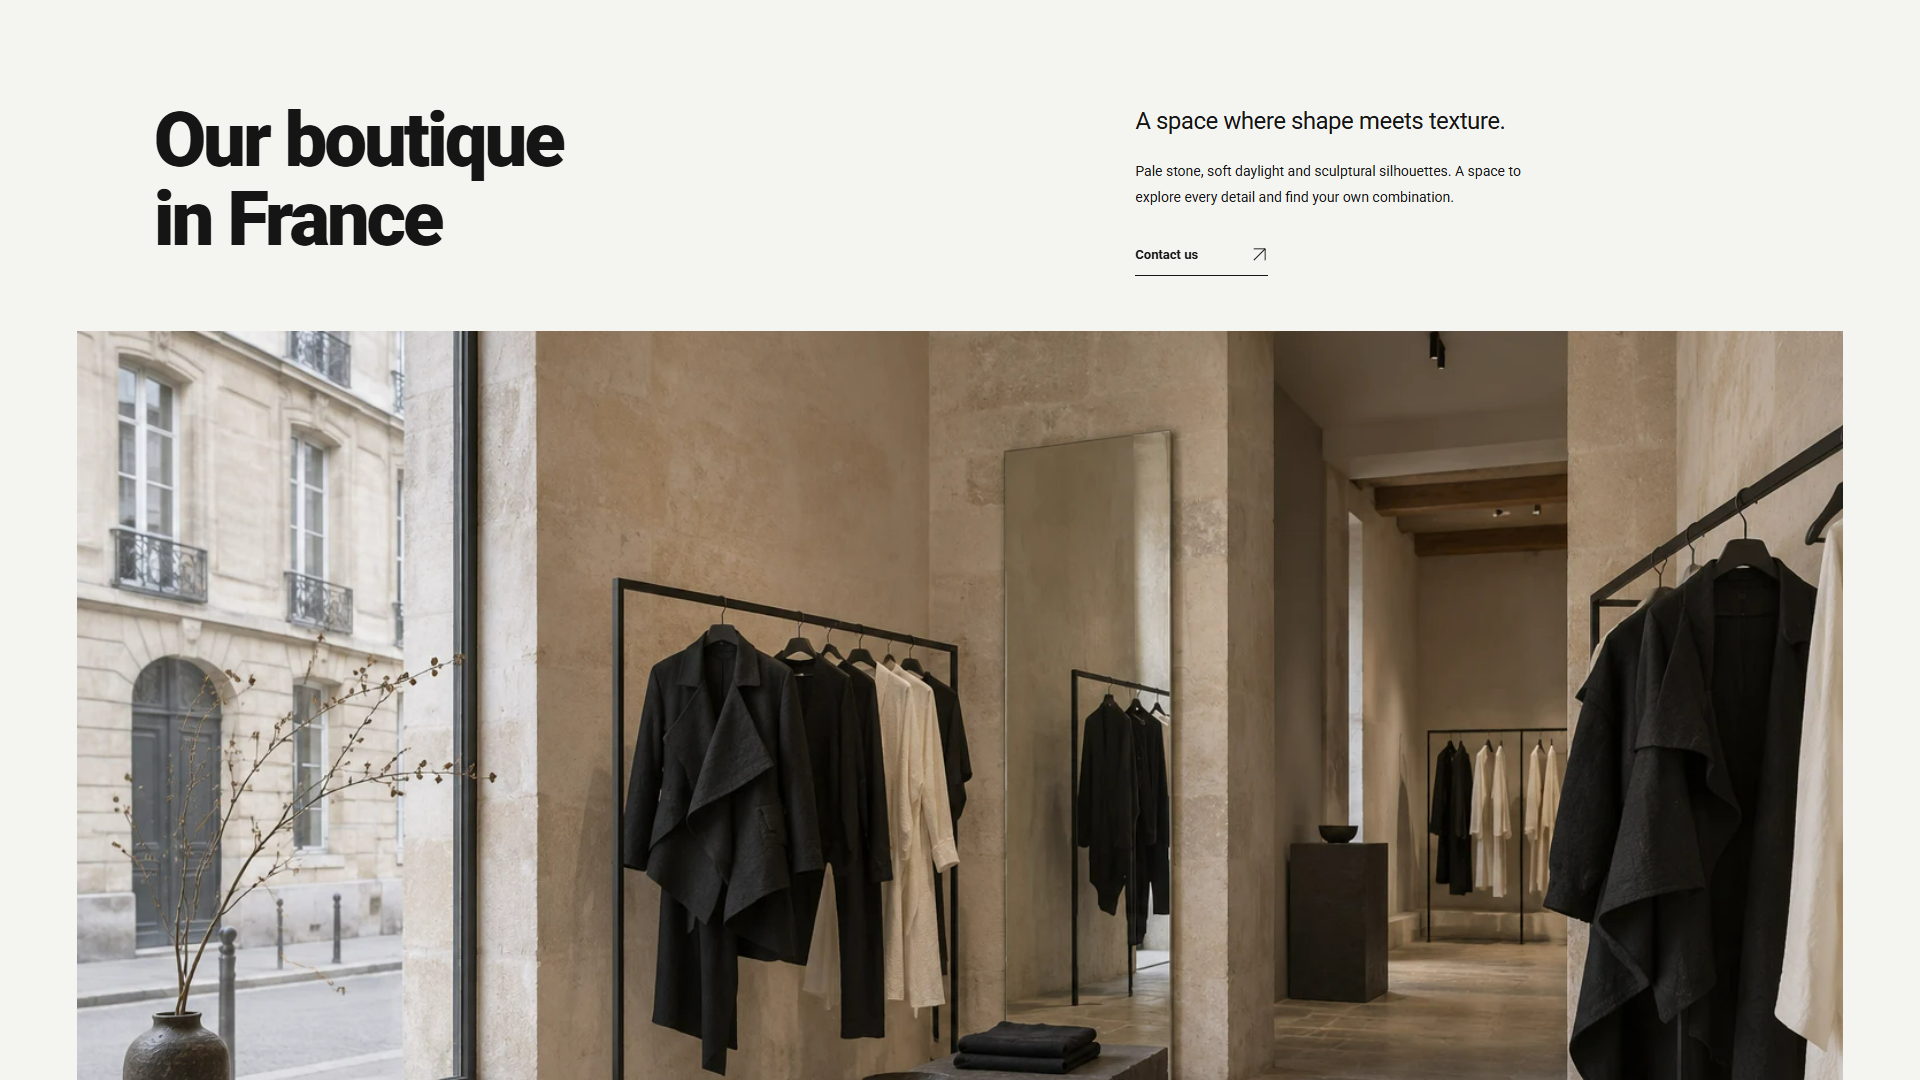 Our boutique
in France
A space where shape meets texture.
Pale stone, soft daylight and sculptural silhouettes. A space to
explore every detail and find your own combination.
Contact us